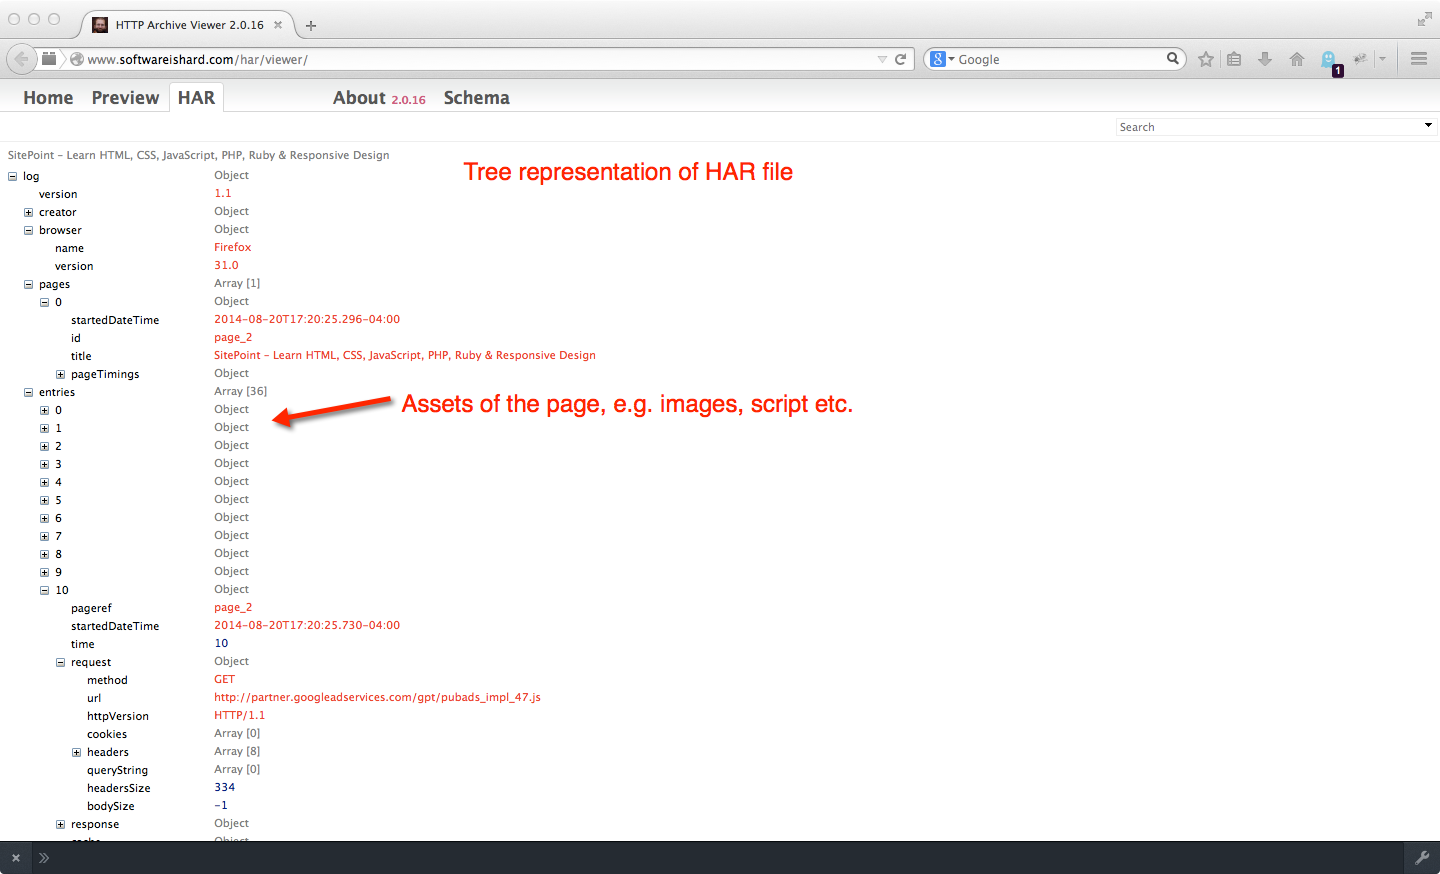 HTTP Archive Viewer 2.0.16
www.softwareishard.com/har/viewer/
Google
1
Home Preview HAR About 2.0.16 Schema
Search
SitePoint - Learn HTML, CSS, JavaScript, PHP, Ruby & Responsive Design
Tree representation of HAR file
log Object
version 1.1
creator Object
browser Object
name Firefox
version 31.0
pages Array [1]
0 Object
startedDateTime 2014-08-20T17:20:25.296-04:00
id page_2
title SitePoint - Learn HTML, CSS, JavaScript, PHP, Ruby & Responsive Design
pageTimings Object
entries Array [36]
Assets of the page, e.g. images, script etc.
0 Object
1 Object
2 Object
3 Object
4 Object
5 Object
6 Object
7 Object
8 Object
9 Object
10 Object
pageref page_2
startedDateTime 2014-08-20T17:20:25.730-04:00
time 10
request Object
method GET
url http://partner.googleadservices.com/gpt/pubads_impl_47.js
httpVersion HTTP/1.1
cookies Array [0]
headers Array [8]
queryString Array [0]
headersSize 334
bodySize -1
response Object
cache Object